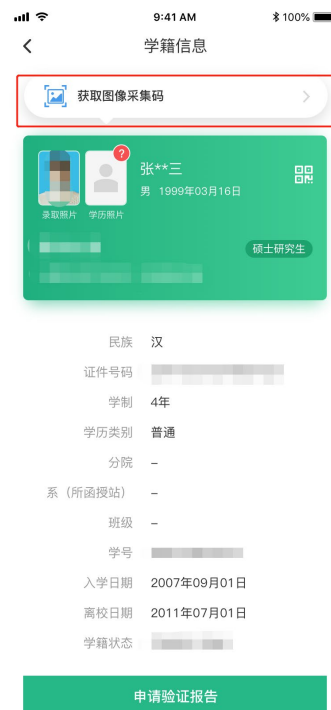 9:41 AM
100%
学籍信息
获取图像采集码
?
张**三
男 1999年03月16日
录取照片 学历照片
硕士研究生
民族 汉
证件号码
学制 4年
学历类别 普通
分院 –
系（所函授站） –
班级 –
学号
入学日期 2007年09月01日
离校日期 2011年07月01日
学籍状态
申请验证报告